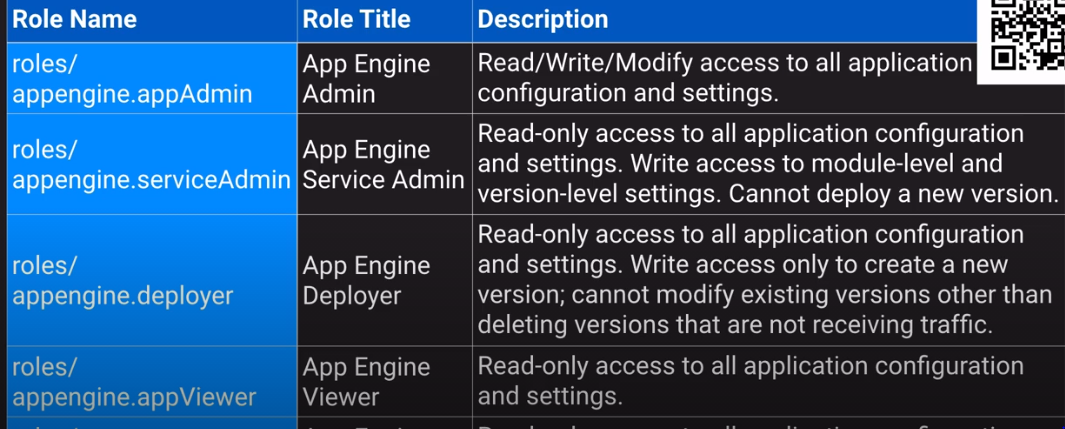 Role Name
Role Title
Description
roles/
appengine.appAdmin
App Engine
Admin
Read/Write/Modify access to all application
configuration and settings.
roles/
appengine.serviceAdmin
App Engine
Service Admin
Read-only access to all application configuration
and settings. Write access to module-level and
version-level settings. Cannot deploy a new version.
roles/
appengine.deployer
App Engine
Deployer
Read-only access to all application configuration
and settings. Write access only to create a new
version; cannot modify existing versions other than
deleting versions that are not receiving traffic.
roles/
appengine.appViewer
App Engine
Viewer
Read-only access to all application configuration
and settings.